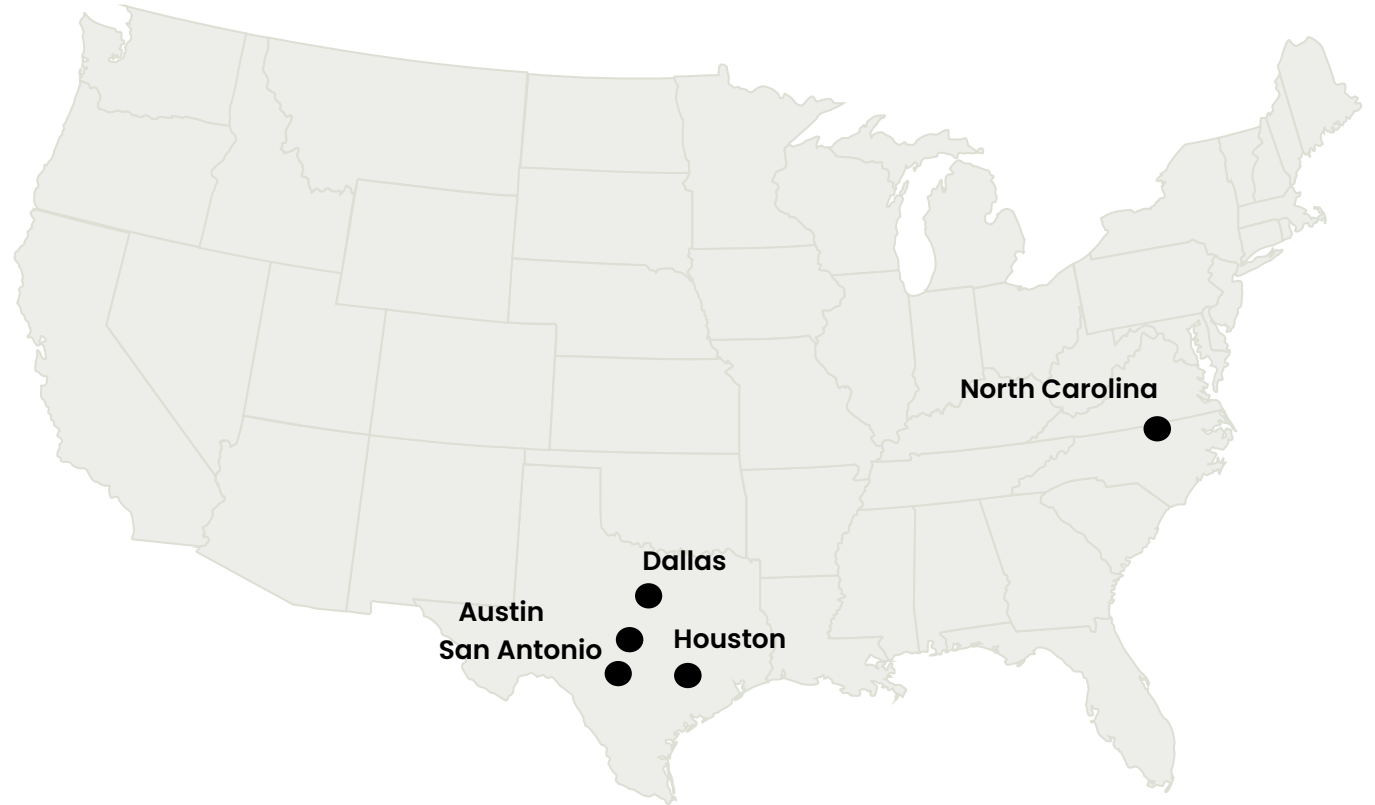 North Carolina
Dallas
Austin
Houston
San Antonio